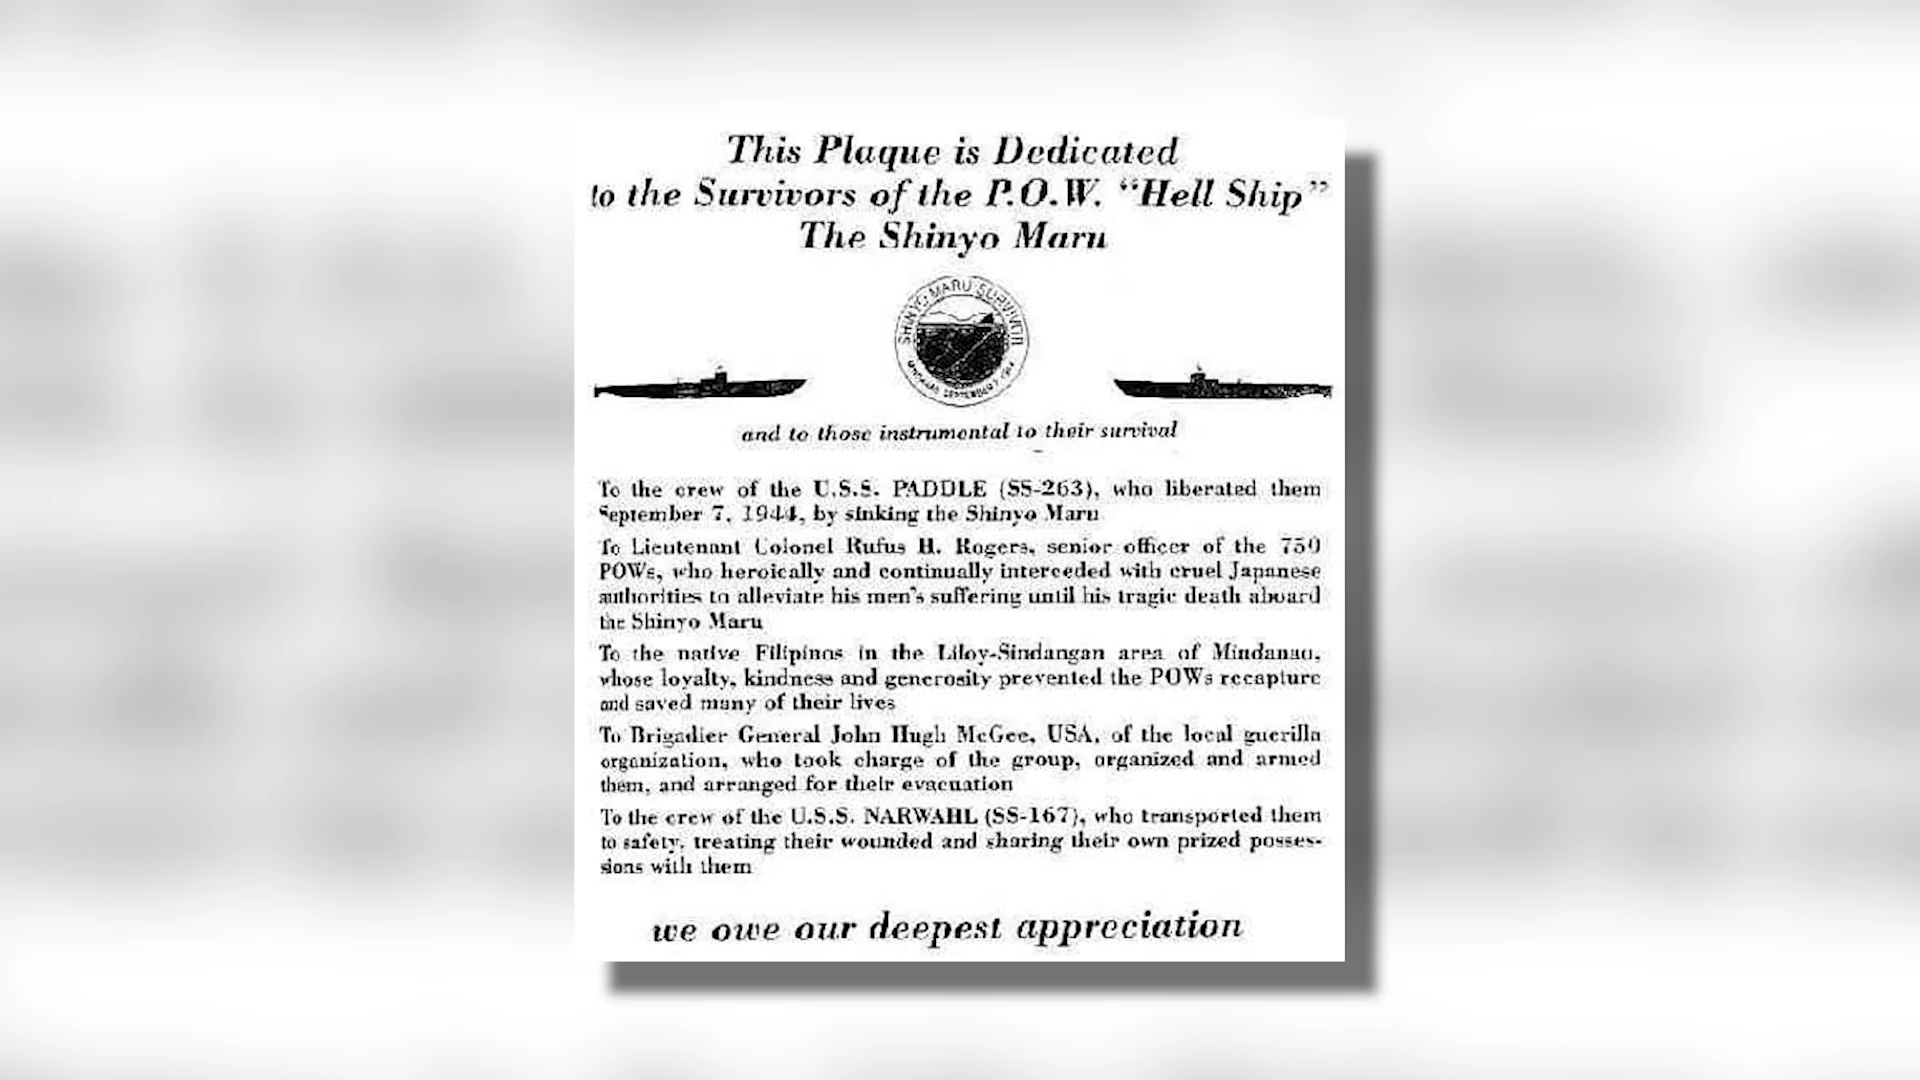 This Plaque is Dedicated
to the Survivors of the P.O.W. “Hell Ship”
The Shinyo Maru
SHINYO MARU SURVIVOR
MINDANAO SEPTEMBER 7, 1944
and to those instrumental to their survival
To the crew of the U.S.S. PADDLE (SS-263), who liberated them
September 7, 1944, by sinking the Shinyo Maru
To Lieutenant Colonel Rufus H. Rogers, senior officer of the 750
POWs, who heroically and continually interceded with cruel Japanese
authorities to alleviate his men's suffering until his tragic death aboard
the Shinyo Maru
To the native Filipinos in the Liloy-Sindangan area of Mindanao,
whose loyalty, kindness and generosity prevented the POWs recapture
and saved many of their lives
To Brigadier General John Hugh McGee, USA, of the local guerilla
organization, who took charge of the group, organized and armed
them, and arranged for their evacuation
To the crew of the U.S.S. NARWAHL (SS-167), who transported them
to safety, treating their wounded and sharing their own prized posses-
sions with them
we owe our deepest appreciation